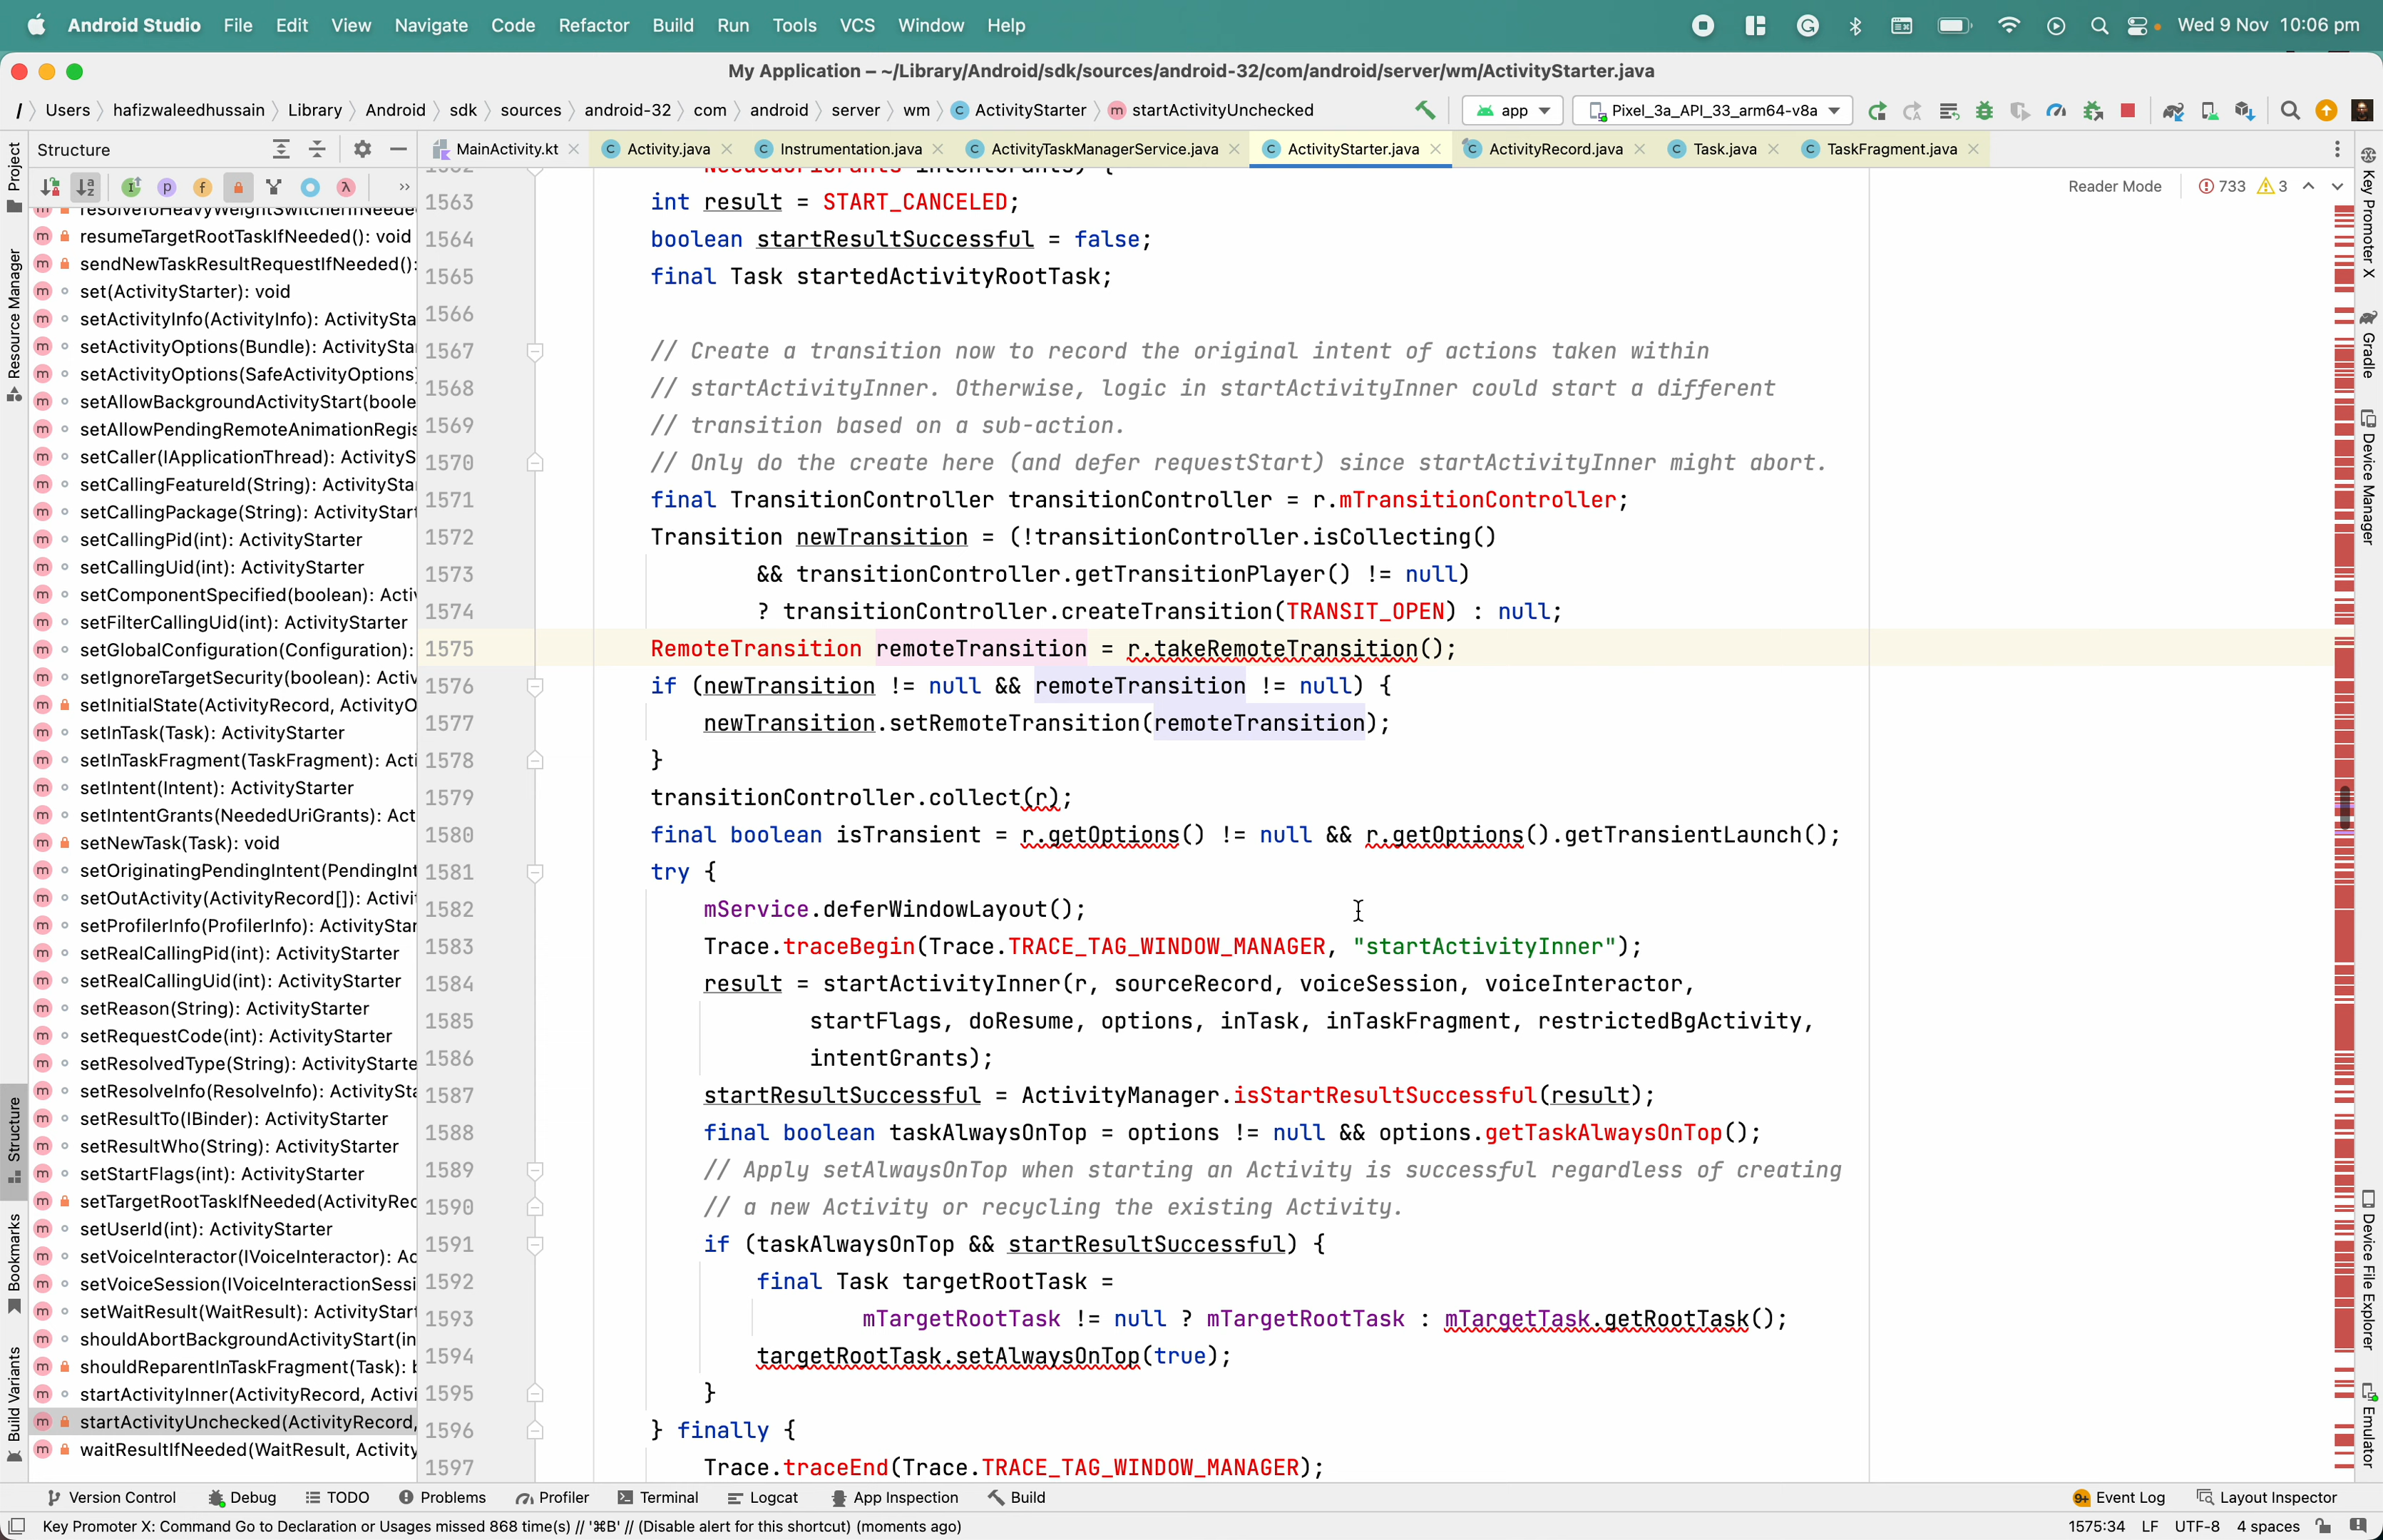 Android Studio File Edit View Navigate Code Refactor Build Run Tools VCS Window Help Wed 9 Nov 10:06 pm
My Application – ~/Library/Android/sdk/sources/android-32/com/android/server/wm/ActivityStarter.java
/ Users hafizwaleedhussain Library Android sdk sources android-32 com android server wm ActivityStarter startActivityUnchecked app Pixel_3a_API_33_arm64-v8a
Structure MainActivity.kt Activity.java Instrumentation.java ActivityTaskManagerService.java ActivityStarter.java ActivityRecord.java Task.java TaskFragment.java
Reader Mode 733 3
Project
Resource Manager
Structure
Bookmarks
Build Variants
resumeTargetRootTaskIfNeeded(): void
sendNewTaskResultRequestIfNeeded():
set(ActivityStarter): void
setActivityInfo(ActivityInfo): ActivitySta
setActivityOptions(Bundle): ActivitySta
setActivityOptions(SafeActivityOptions)
setAllowBackgroundActivityStart(boole
setAllowPendingRemoteAnimationRegis
setCaller(IApplicationThread): ActivityS
setCallingFeatureId(String): ActivitySta
setCallingPackage(String): ActivityStart
setCallingPid(int): ActivityStarter
setCallingUid(int): ActivityStarter
setComponentSpecified(boolean): Activ
setFilterCallingUid(int): ActivityStarter
setGlobalConfiguration(Configuration):
setIgnoreTargetSecurity(boolean): Activ
setInitialState(ActivityRecord, ActivityO
setInTask(Task): ActivityStarter
setInTaskFragment(TaskFragment): Acti
setIntent(Intent): ActivityStarter
setIntentGrants(NeededUriGrants): Act
setNewTask(Task): void
setOriginatingPendingIntent(PendingInt
setOutActivity(ActivityRecord[]): Activit
setProfilerInfo(ProfilerInfo): ActivityStar
setRealCallingPid(int): ActivityStarter
setRealCallingUid(int): ActivityStarter
setReason(String): ActivityStarter
setRequestCode(int): ActivityStarter
setResolvedType(String): ActivityStarte
setResolveInfo(ResolveInfo): ActivitySta
setResultTo(IBinder): ActivityStarter
setResultWho(String): ActivityStarter
setStartFlags(int): ActivityStarter
setTargetRootTaskIfNeeded(ActivityRec
setUserId(int): ActivityStarter
setVoiceInteractor(IVoiceInteractor): Ac
setVoiceSession(IVoiceInteractionSessi
setWaitResult(WaitResult): ActivityStart
shouldAbortBackgroundActivityStart(in
shouldReparentInTaskFragment(Task): b
startActivityInner(ActivityRecord, Activi
startActivityUnchecked(ActivityRecord,
waitResultIfNeeded(WaitResult, Activity
1563 int result = START_CANCELED;
1564 boolean startResultSuccessful = false;
1565 final Task startedActivityRootTask;
1566
1567 // Create a transition now to record the original intent of actions taken within
1568 // startActivityInner. Otherwise, logic in startActivityInner could start a different
1569 // transition based on a sub-action.
1570 // Only do the create here (and defer requestStart) since startActivityInner might abort.
1571 final TransitionController transitionController = r.mTransitionController;
1572 Transition newTransition = (!transitionController.isCollecting()
1573 && transitionController.getTransitionPlayer() != null)
1574 ? transitionController.createTransition(TRANSIT_OPEN) : null;
1575 RemoteTransition remoteTransition = r.takeRemoteTransition();
1576 if (newTransition != null && remoteTransition != null) {
1577 newTransition.setRemoteTransition(remoteTransition);
1578 }
1579 transitionController.collect(r);
1580 final boolean isTransient = r.getOptions() != null && r.getOptions().getTransientLaunch();
1581 try {
1582 mService.deferWindowLayout();
1583 Trace.traceBegin(Trace.TRACE_TAG_WINDOW_MANAGER, "startActivityInner");
1584 result = startActivityInner(r, sourceRecord, voiceSession, voiceInteractor,
1585 startFlags, doResume, options, inTask, inTaskFragment, restrictedBgActivity,
1586 intentGrants);
1587 startResultSuccessful = ActivityManager.isStartResultSuccessful(result);
1588 final boolean taskAlwaysOnTop = options != null && options.getTaskAlwaysOnTop();
1589 // Apply setAlwaysOnTop when starting an Activity is successful regardless of creating
1590 // a new Activity or recycling the existing Activity.
1591 if (taskAlwaysOnTop && startResultSuccessful) {
1592 final Task targetRootTask =
1593 mTargetRootTask != null ? mTargetRootTask : mTargetTask.getRootTask();
1594 targetRootTask.setAlwaysOnTop(true);
1595 }
1596 } finally {
1597 Trace.traceEnd(Trace.TRACE_TAG_WINDOW_MANAGER);
Key Promoter X
Gradle
Device Manager
Device File Explorer
Emulator
Version Control Debug TODO Problems Profiler Terminal Logcat App Inspection Build 9+ Event Log Layout Inspector
Key Promoter X: Command Go to Declaration or Usages missed 868 time(s) // '⌘B' // (Disable alert for this shortcut) (moments ago) 1575:34 LF UTF-8 4 spaces